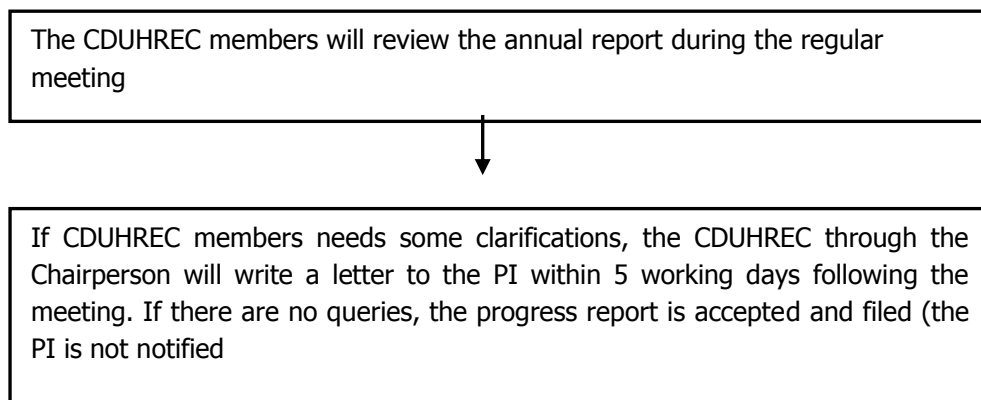 The CDUHREC members will review the annual report during the regular
meeting
If CDUHREC members needs some clarifications, the CDUHREC through the
Chairperson will write a letter to the PI within 5 working days following the
meeting. If there are no queries, the progress report is accepted and filed (the
PI is not notified